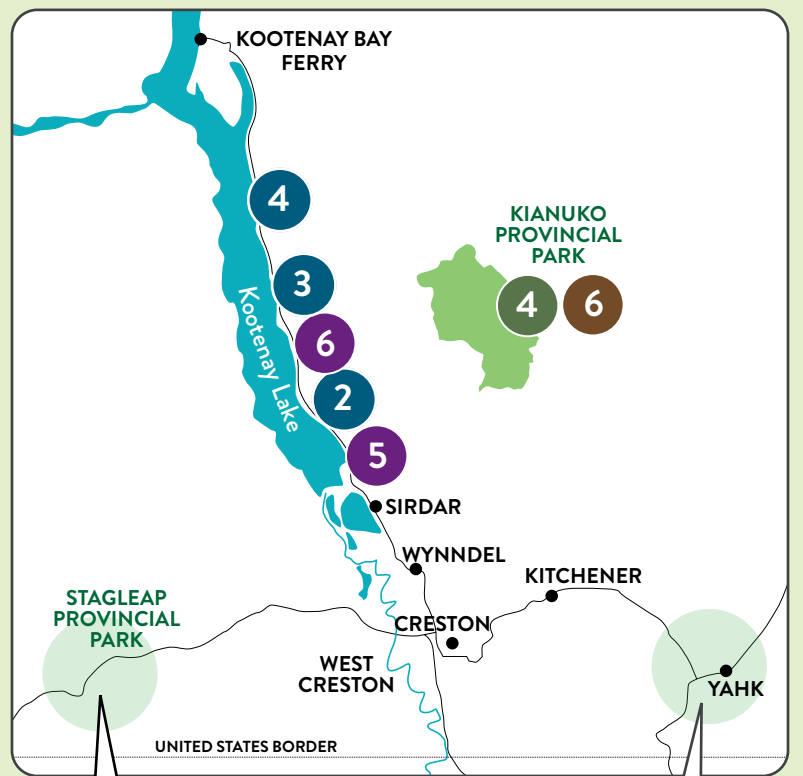 KOOTENAY BAY
FERRY
4
KIANUKO
PROVINCIAL
PARK
3
4
6
Kootenay Lake
6
2
5
SIRDAR
WYNNDEL
KITCHENER
STAGLEAP
PROVINCIAL
PARK
CRESTON
WEST
CRESTON
YAHK
UNITED STATES BORDER